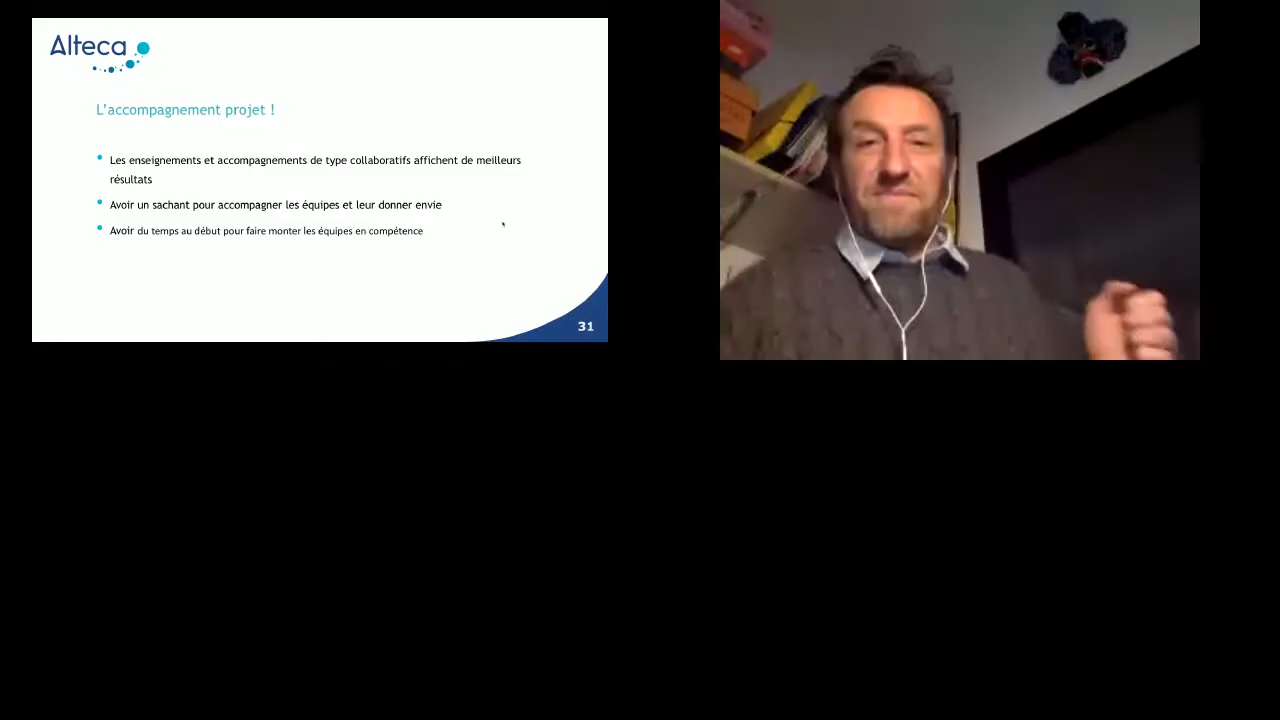 Alteca
L'accompagnement projet !
Les enseignements et accompagnements de type collaboratifs affichent de meilleurs
résultats
Avoir un sachant pour accompagner les équipes et leur donner envie
Avoir du temps au début pour faire monter les équipes en compétence
31